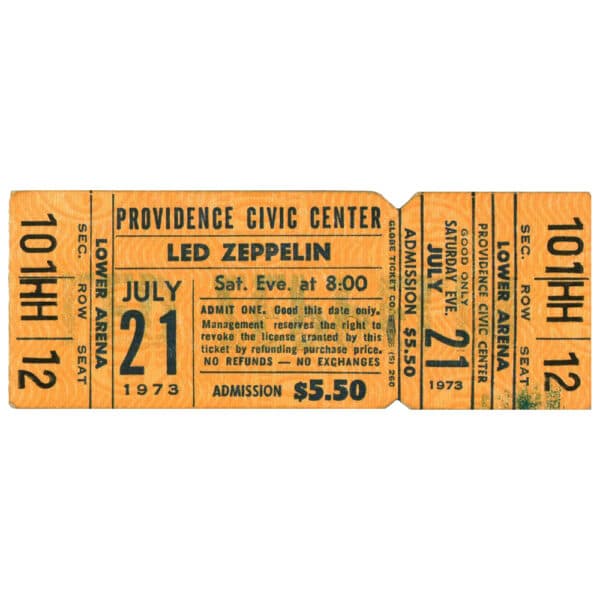 101 HH 12
SEC. ROW SEAT
LOWER ARENA
PROVIDENCE CIVIC CENTER
LED ZEPPELIN
JULY
21
1973
Sat. Eve. at 8:00
ADMIT ONE. Good this date only.
Management reserves the right to
revoke the license granted by this
ticket by refunding purchase price.
NO REFUNDS — NO EXCHANGES
ADMISSION $5.50
GLOBE TICKET CO.
ADMISSION $5.50
JULY 21 1973
SATURDAY EVE.
GOOD ONLY
PROVIDENCE CIVIC CENTER
LOWER ARENA
SEC. ROW SEAT
101 HH 12